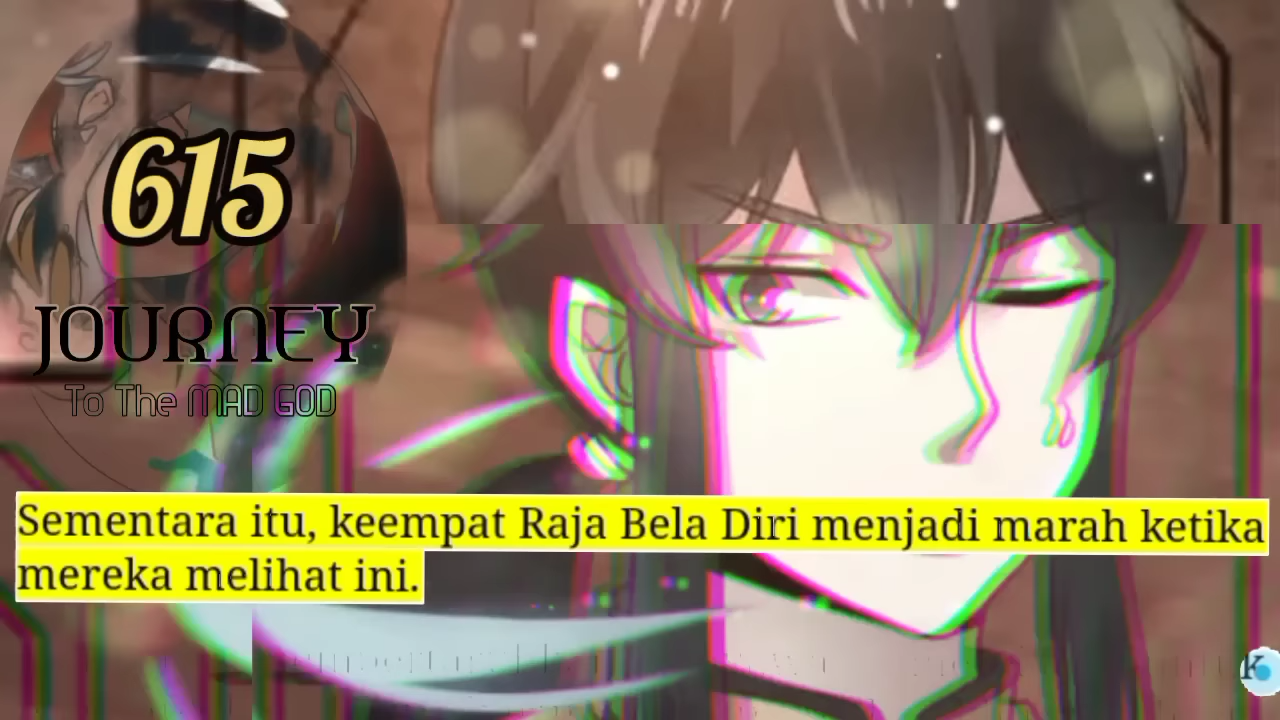 615
JOURNEY
To The MAD GOD
Sementara itu, keempat Raja Bela Diri menjadi marah ketika
mereka melihat ini.
K